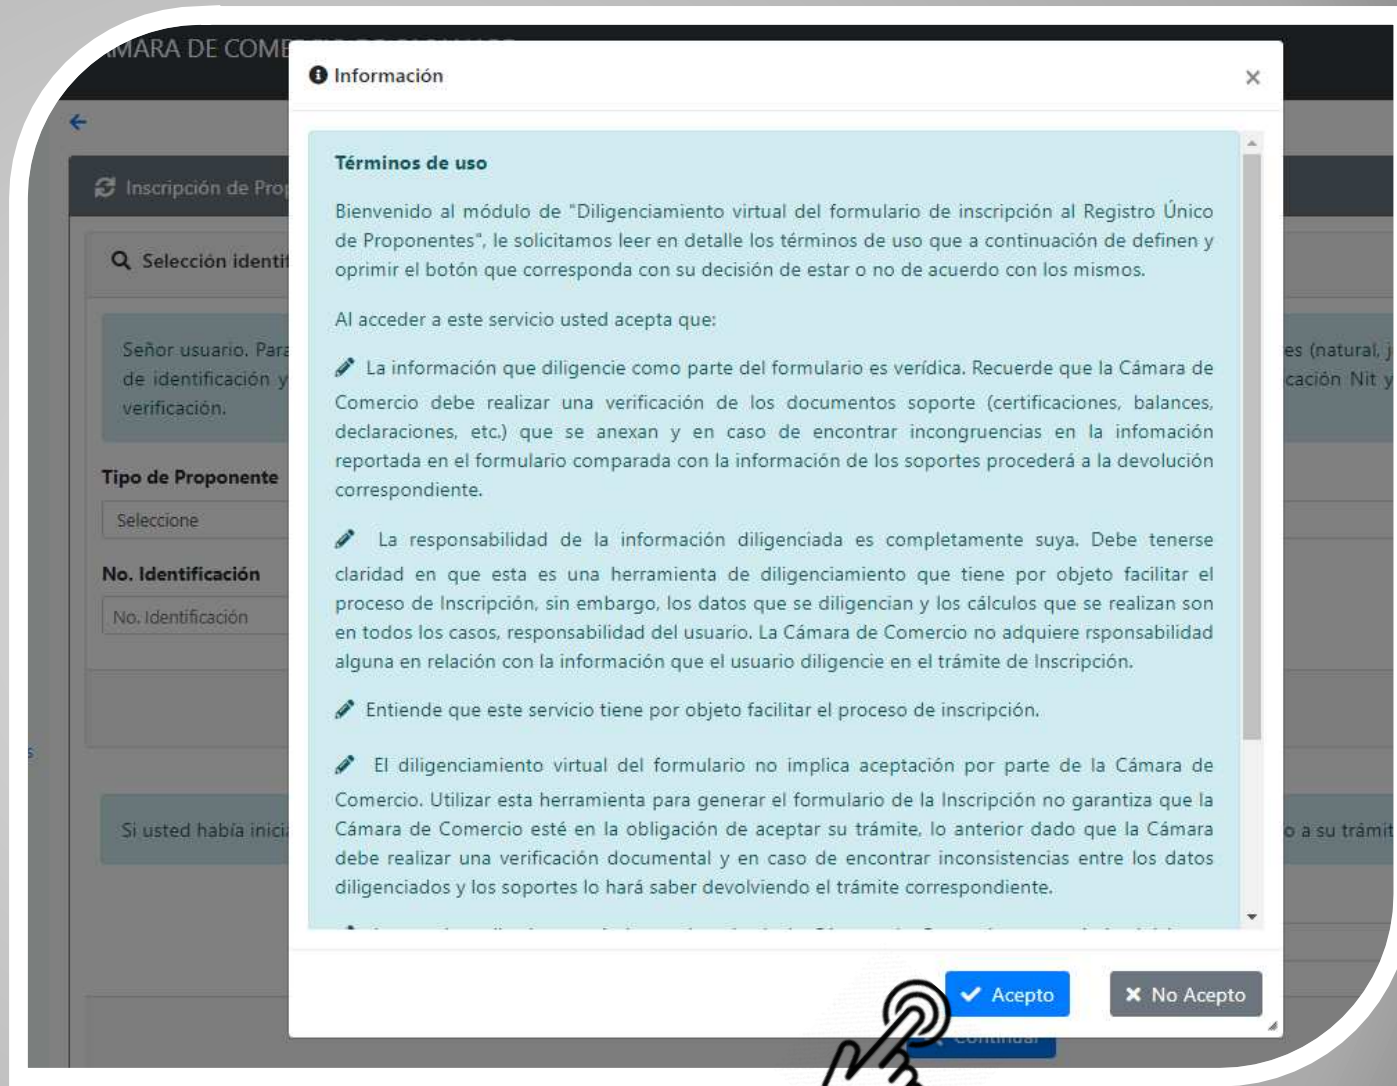 MARA DE COME
Información
×
Inscripción de Prop
Selección identif
Señor usuario. Para
de identificación y
verificación.
es (natural, j
cación Nit y
Tipo de Proponente
Seleccione
No. Identificación
No. Identificación
Si usted había inicia
o a su trámit
Términos de uso
Bienvenido al módulo de "Diligenciamiento virtual del formulario de inscripción al Registro Único
de Proponentes", le solicitamos leer en detalle los términos de uso que a continuación de definen y
oprimir el botón que corresponda con su decisión de estar o no de acuerdo con los mismos.
Al acceder a este servicio usted acepta que:
La información que diligencie como parte del formulario es verídica. Recuerde que la Cámara de
Comercio debe realizar una verificación de los documentos soporte (certificaciones, balances,
declaraciones, etc.) que se anexan y en caso de encontrar incongruencias en la infomación
reportada en el formulario comparada con la información de los soportes procederá a la devolución
correspondiente.
La responsabilidad de la información diligenciada es completamente suya. Debe tenerse
claridad en que esta es una herramienta de diligenciamiento que tiene por objeto facilitar el
proceso de Inscripción, sin embargo, los datos que se diligencian y los cálculos que se realizan son
en todos los casos, responsabilidad del usuario. La Cámara de Comercio no adquiere rsponsabilidad
alguna en relación con la información que el usuario diligencie en el trámite de Inscripción.
Entiende que este servicio tiene por objeto facilitar el proceso de inscripción.
El diligenciamiento virtual del formulario no implica aceptación por parte de la Cámara de
Comercio. Utilizar esta herramienta para generar el formulario de la Inscripción no garantiza que la
Cámara de Comercio esté en la obligación de aceptar su trámite, lo anterior dado que la Cámara
debe realizar una verificación documental y en caso de encontrar inconsistencias entre los datos
diligenciados y los soportes lo hará saber devolviendo el trámite correspondiente.
Acepto
No Acepto
Continuar